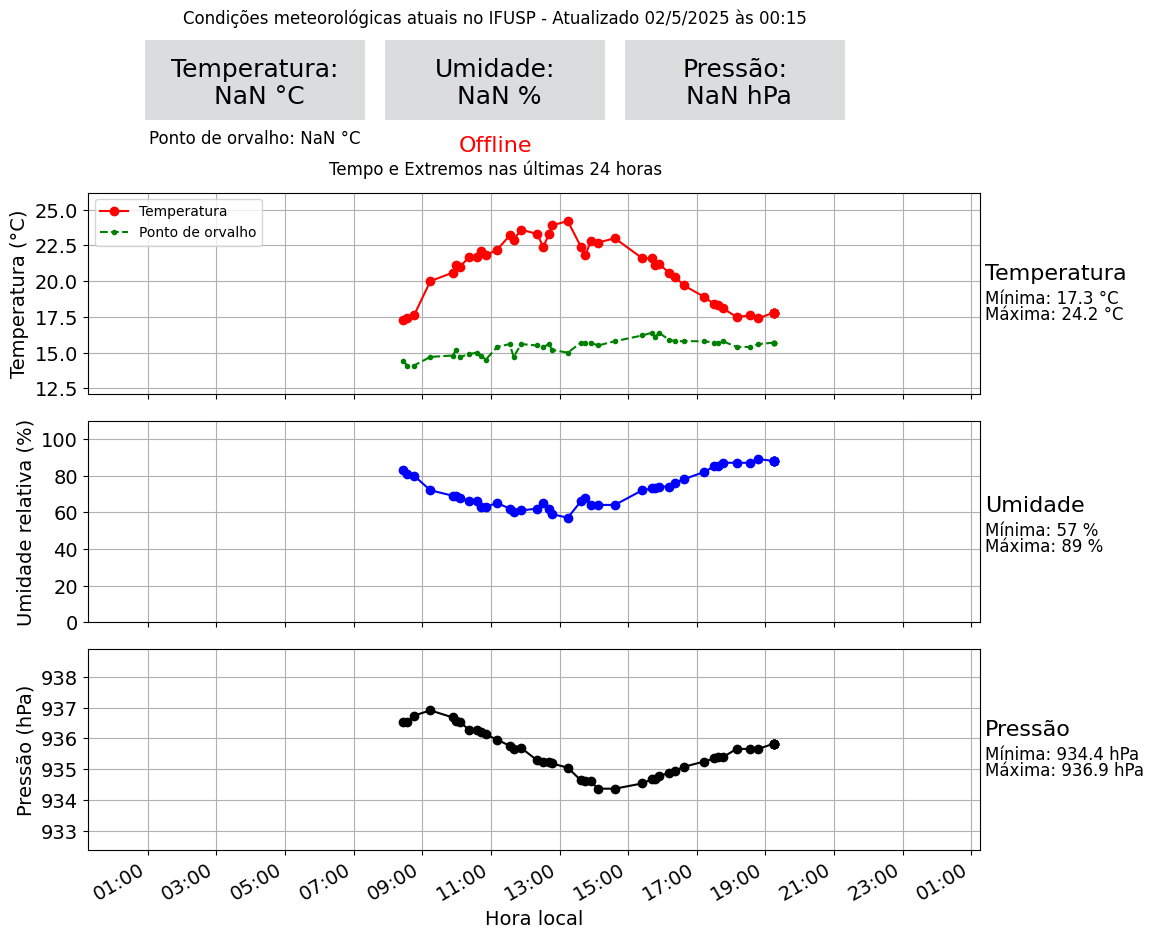 Condições meteorológicas atuais no IFUSP - Atualizado 02/5/2025 às 00:15
Temperatura:
NaN °C
Umidade:
NaN %
Pressão:
NaN hPa
Ponto de orvalho: NaN °C
Offline
Tempo e Extremos nas últimas 24 horas
Temperatura (°C)
25.0
22.5
20.0
17.5
15.0
12.5
Temperatura
Ponto de orvalho
Temperatura
Mínima: 17.3 °C
Máxima: 24.2 °C
Umidade relativa (%)
100
80
60
40
20
0
Umidade
Mínima: 57 %
Máxima: 89 %
Pressão (hPa)
938
937
936
935
934
933
Pressão
Mínima: 934.4 hPa
Máxima: 936.9 hPa
01:00 03:00 05:00 07:00 09:00 11:00 13:00 15:00 17:00 19:00 21:00 23:00 01:00
Hora local